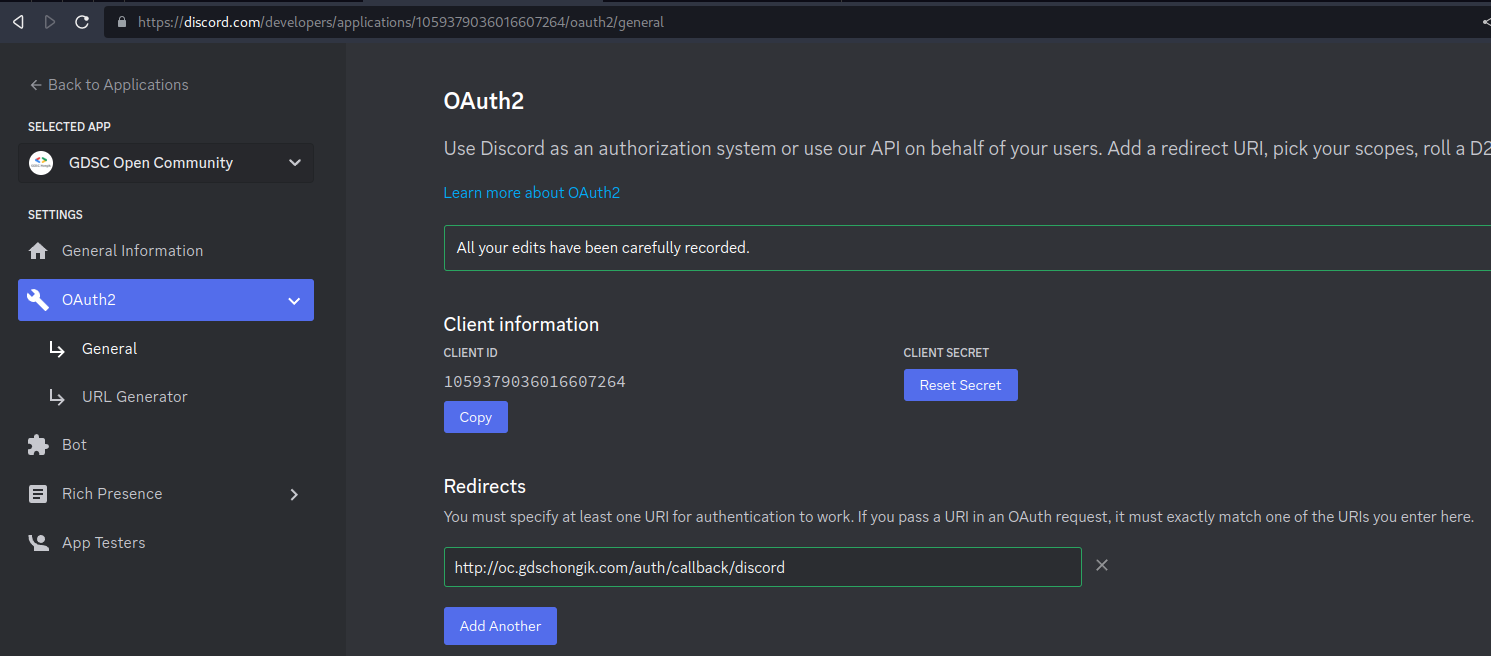 https://discord.com/developers/applications/1059379036016607264/oauth2/general
Back to Applications
SELECTED APP
GDSC Open Community
SETTINGS
General Information
OAuth2
General
URL Generator
Bot
Rich Presence
App Testers
OAuth2
Use Discord as an authorization system or use our API on behalf of your users. Add a redirect URI, pick your scopes, roll a D2
Learn more about OAuth2
All your edits have been carefully recorded.
Client information
CLIENT ID
1059379036016607264
Copy
CLIENT SECRET
Reset Secret
Redirects
You must specify at least one URI for authentication to work. If you pass a URI in an OAuth request, it must exactly match one of the URIs you enter here.
http://oc.gdschongik.com/auth/callback/discord
Add Another